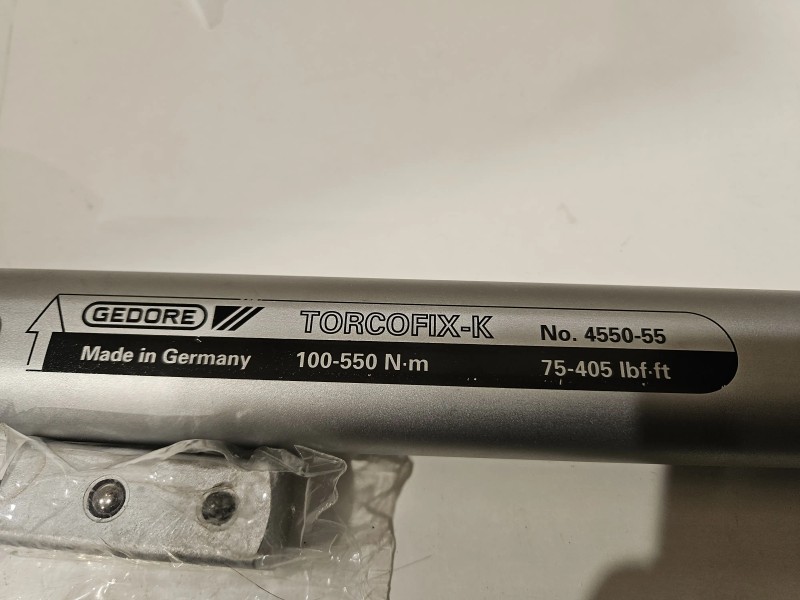 GEDORE TORCOFIX-K No. 4550-55
Made in Germany 100-550 N·m 75-405 lbf·ft